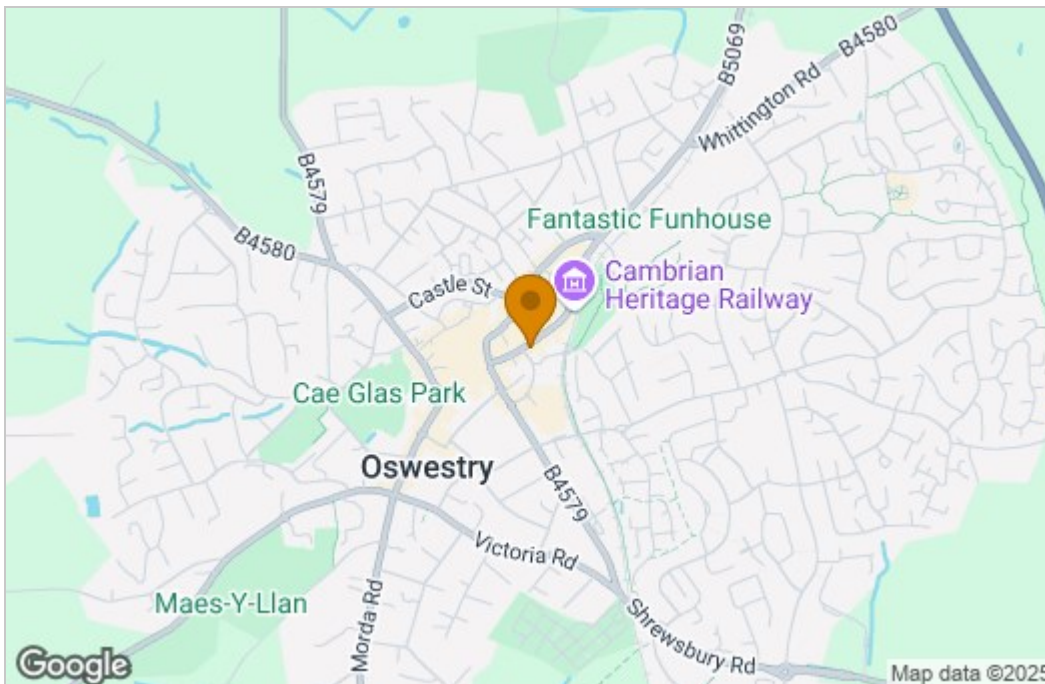 B4580
B5069
Whittington Rd
B4579
Fantastic Funhouse
B4580
Cambrian
Heritage Railway
Castle St
Cae Glas Park
Oswestry
B4579
Victoria Rd
Maes-Y-Llan
Morda Rd
Shrewsbury Rd
Google
Map data ©2025